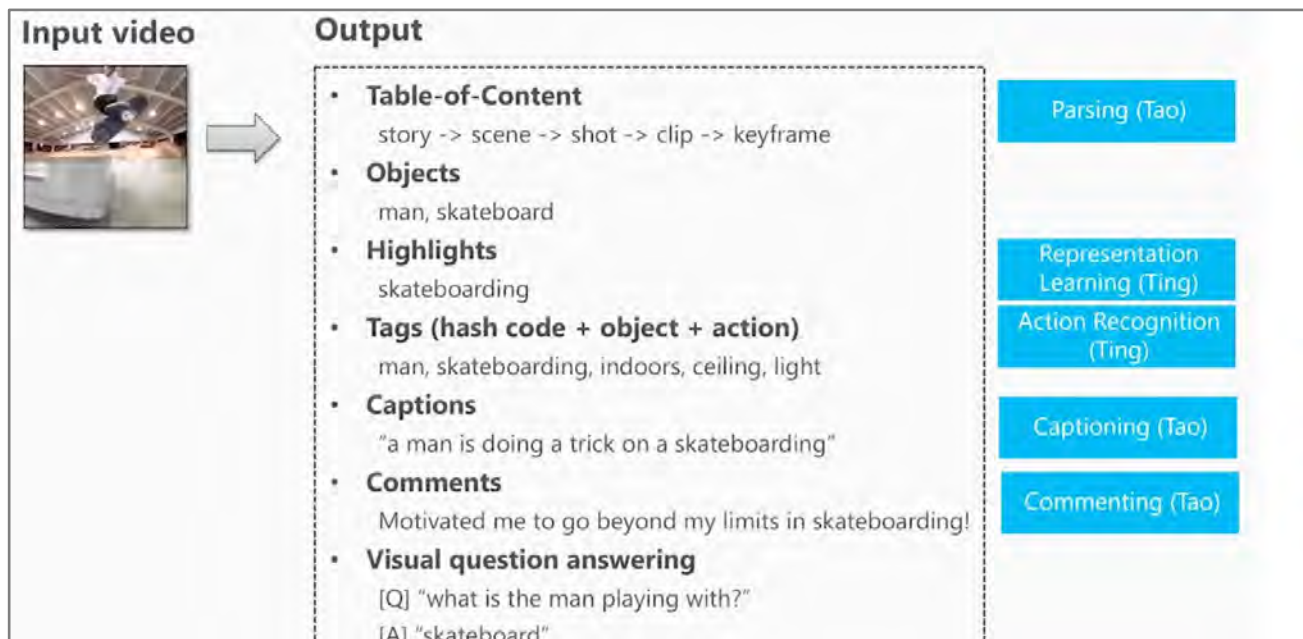 Input video
Output
• Table-of-Content
story -> scene -> shot -> clip -> keyframe
• Objects
man, skateboard
• Highlights
skateboarding
• Tags (hash code + object + action)
man, skateboarding, indoors, ceiling, light
• Captions
“a man is doing a trick on a skateboarding”
• Comments
Motivated me to go beyond my limits in skateboarding!
• Visual question answering
[Q] “what is the man playing with?”
[A] “skateboard”
Parsing (Tao)
Representation
Learning (Ting)
Action Recognition
(Ting)
Captioning (Tao)
Commenting (Tao)